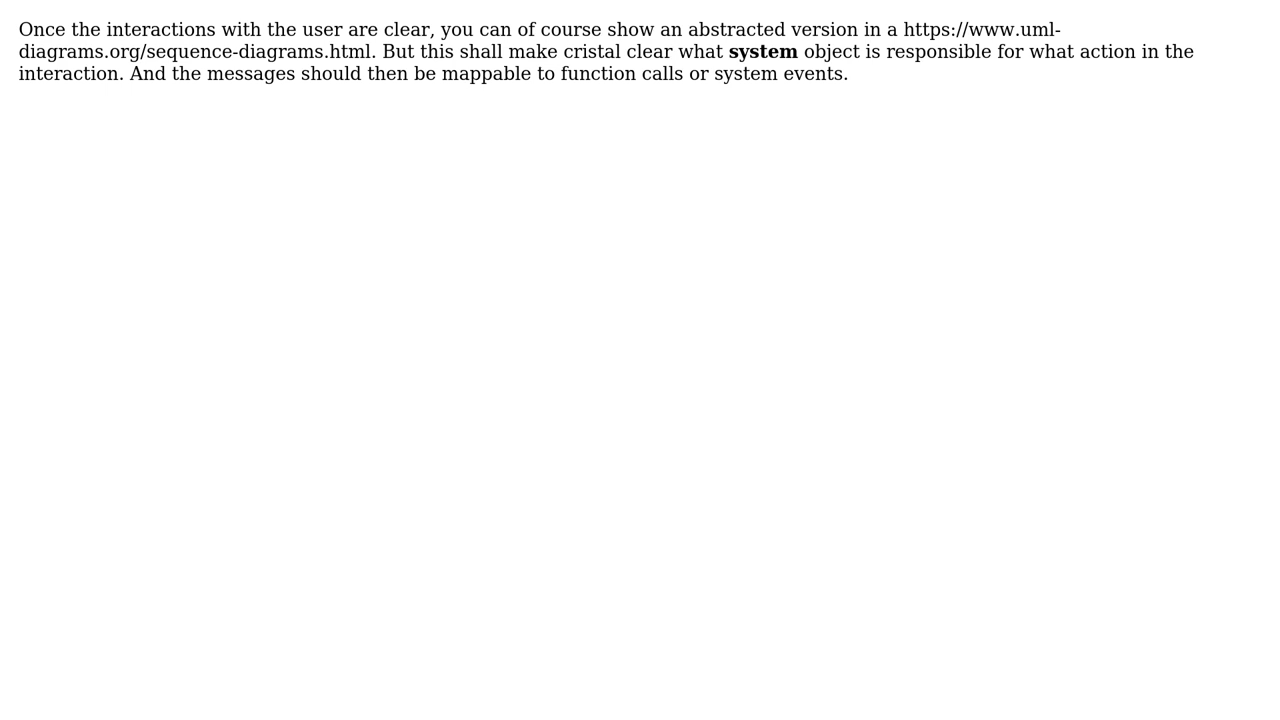 Once the interactions with the user are clear, you can of course show an abstracted version in a https://www.uml-
diagrams.org/sequence-diagrams.html. But this shall make cristal clear what system object is responsible for what action in the
interaction. And the messages should then be mappable to function calls or system events.